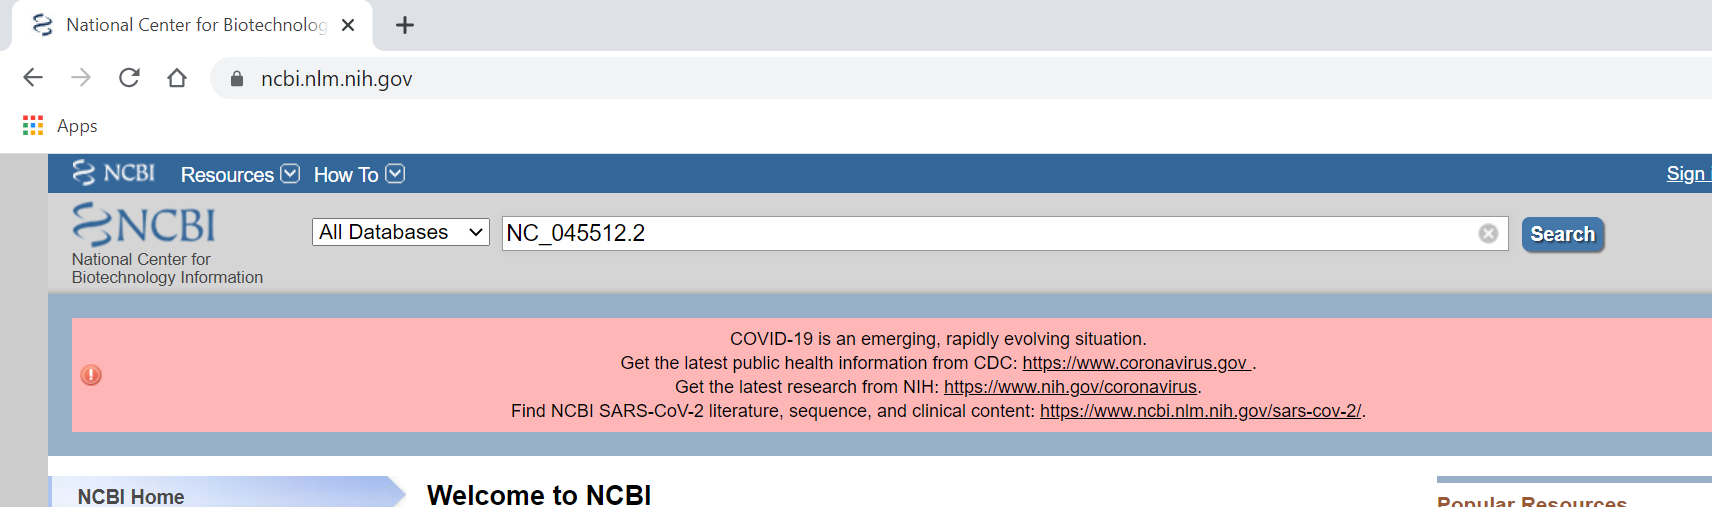 National Center for Biotechnolog
ncbi.nlm.nih.gov
Apps
NCBI Resources How To Sign
NCBI
National Center for
Biotechnology Information
All Databases NC_045512.2 Search
COVID-19 is an emerging, rapidly evolving situation.
Get the latest public health information from CDC: https://www.coronavirus.gov .
Get the latest research from NIH: https://www.nih.gov/coronavirus.
Find NCBI SARS-CoV-2 literature, sequence, and clinical content: https://www.ncbi.nlm.nih.gov/sars-cov-2/.
NCBI Home
Welcome to NCBI
Popular Resources